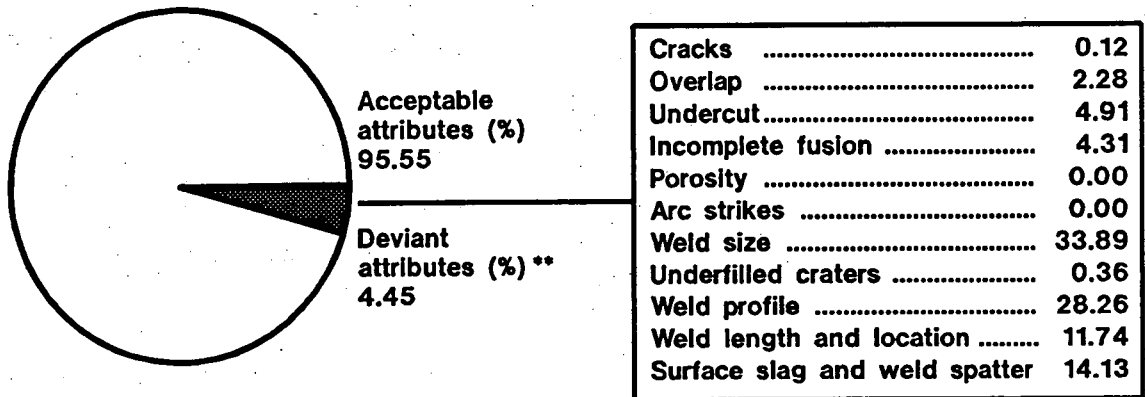 Acceptable
attributes (%)
95.55
Deviant
attributes (%) **
4.45
Cracks .................................... 0.12
Overlap .................................... 2.28
Undercut.................................... 4.91
Incomplete fusion .................... 4.31
Porosity .................................... 0.00
Arc strikes ............................... 0.00
Weld size ................................. 33.89
Underfilled craters ................... 0.36
Weld profile ............................. 28.26
Weld length and location ......... 11.74
Surface slag and weld spatter 14.13